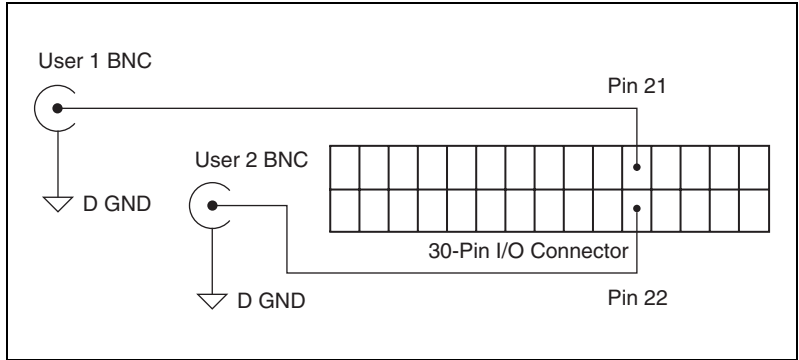 User 1 BNC
Pin 21
User 2 BNC
D GND
30-Pin I/O Connector
D GND
Pin 22